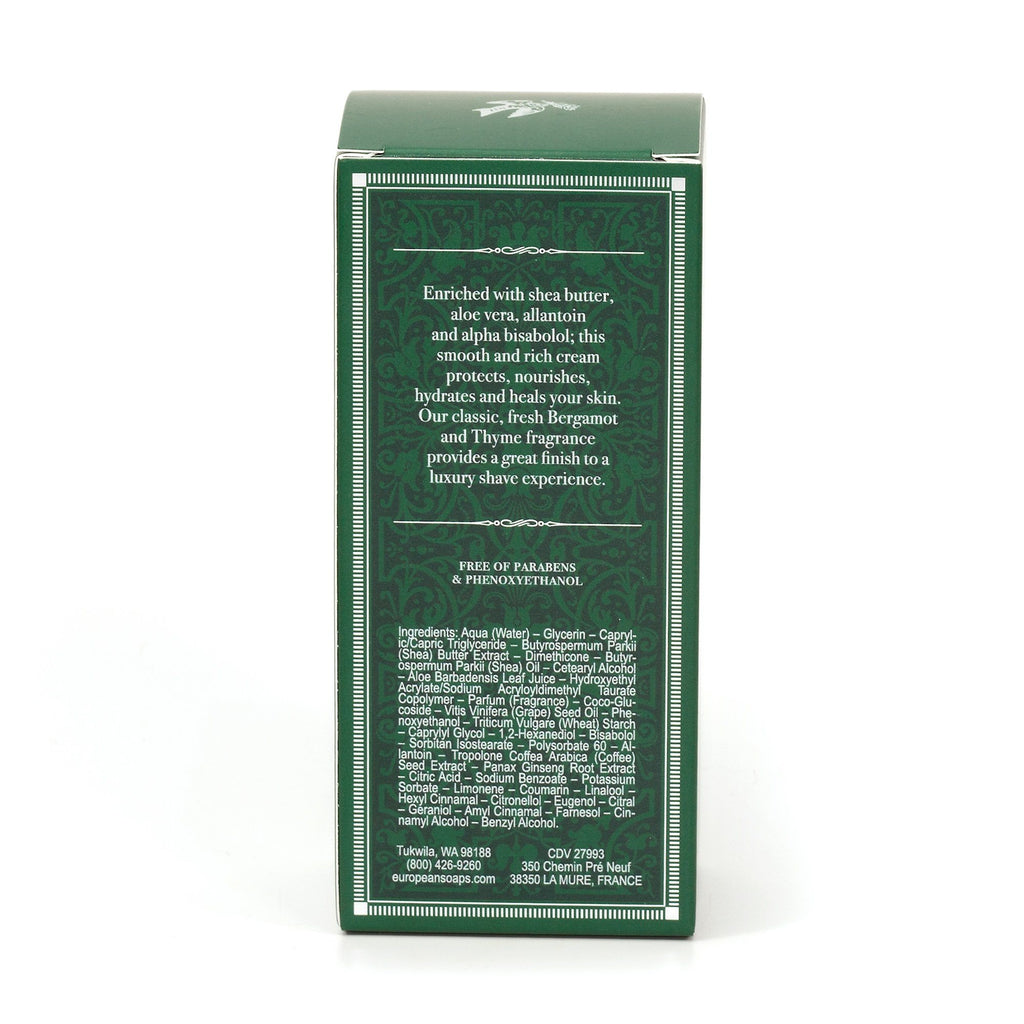 Enriched with shea butter,
aloe vera, allantoin
and alpha bisabolol; this
smooth and rich cream
protects, nourishes,
hydrates and heals your skin.
Our classic, fresh Bergamot
and Thyme fragrance
provides a great finish to a
luxury shave experience.
FREE OF PARABENS
& PHENOXYETHANOL
Ingredients: Aqua (Water) – Glycerin – Capryl-
ic/Capric Triglyceride – Butyrospermum Parkii
(Shea) Butter Extract – Dimethicone – Butyr-
ospermum Parkii (Shea) Oil – Cetearyl Alcohol
– Aloe Barbadensis Leaf Juice – Hydroxyethyl
Acrylate/Sodium Acryloyldimethyl Taurate
Copolymer – Parfum (Fragrance) – Coco-Glu-
coside – Vitis Vinifera (Grape) Seed Oil – Phe-
noxyethanol – Triticum Vulgare (Wheat) Starch
– Caprylyl Glycol – 1,2-Hexanediol – Bisabolol
– Sorbitan Isostearate – Polysorbate 60 – Al-
lantoin – Tropolone Coffea Arabica (Coffee)
Seed Extract – Panax Ginseng Root Extract
– Citric Acid – Sodium Benzoate – Potassium
Sorbate – Limonene – Coumarin – Linalool –
Hexyl Cinnamal – Citronellol – Eugenol – Citral
– Geraniol – Amyl Cinnamal – Farnesol – Cin-
namyl Alcohol – Benzyl Alcohol.
Tukwila, WA 98188
(800) 426-9260
europeansoaps.com
CDV 27993
350 Chemin Pré Neuf
38350 LA MURE, FRANCE